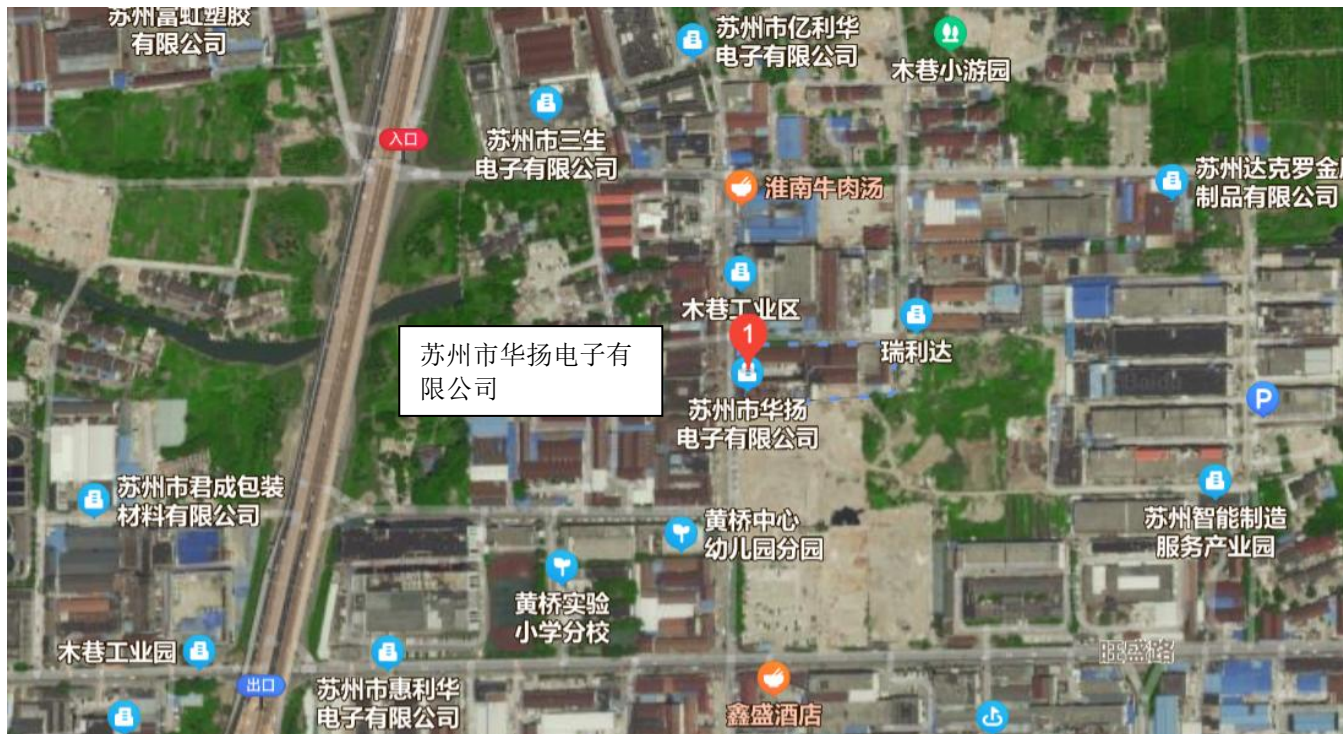 苏州富虹塑胶
有限公司
苏州市亿利华
电子有限公司
木巷小游园
入口
苏州市三生
电子有限公司
淮南牛肉汤
苏州达克罗金属
制品有限公司
木巷工业区
1
瑞利达
苏州市华扬电子有
限公司
苏州市华扬
电子有限公司
Baidu
P
苏州市君成包装
材料有限公司
黄桥中心
幼儿园分园
苏州智能制造
服务产业园
黄桥实验
小学分校
木巷工业园
旺盛路
出口
苏州市惠利华
电子有限公司
鑫盛酒店